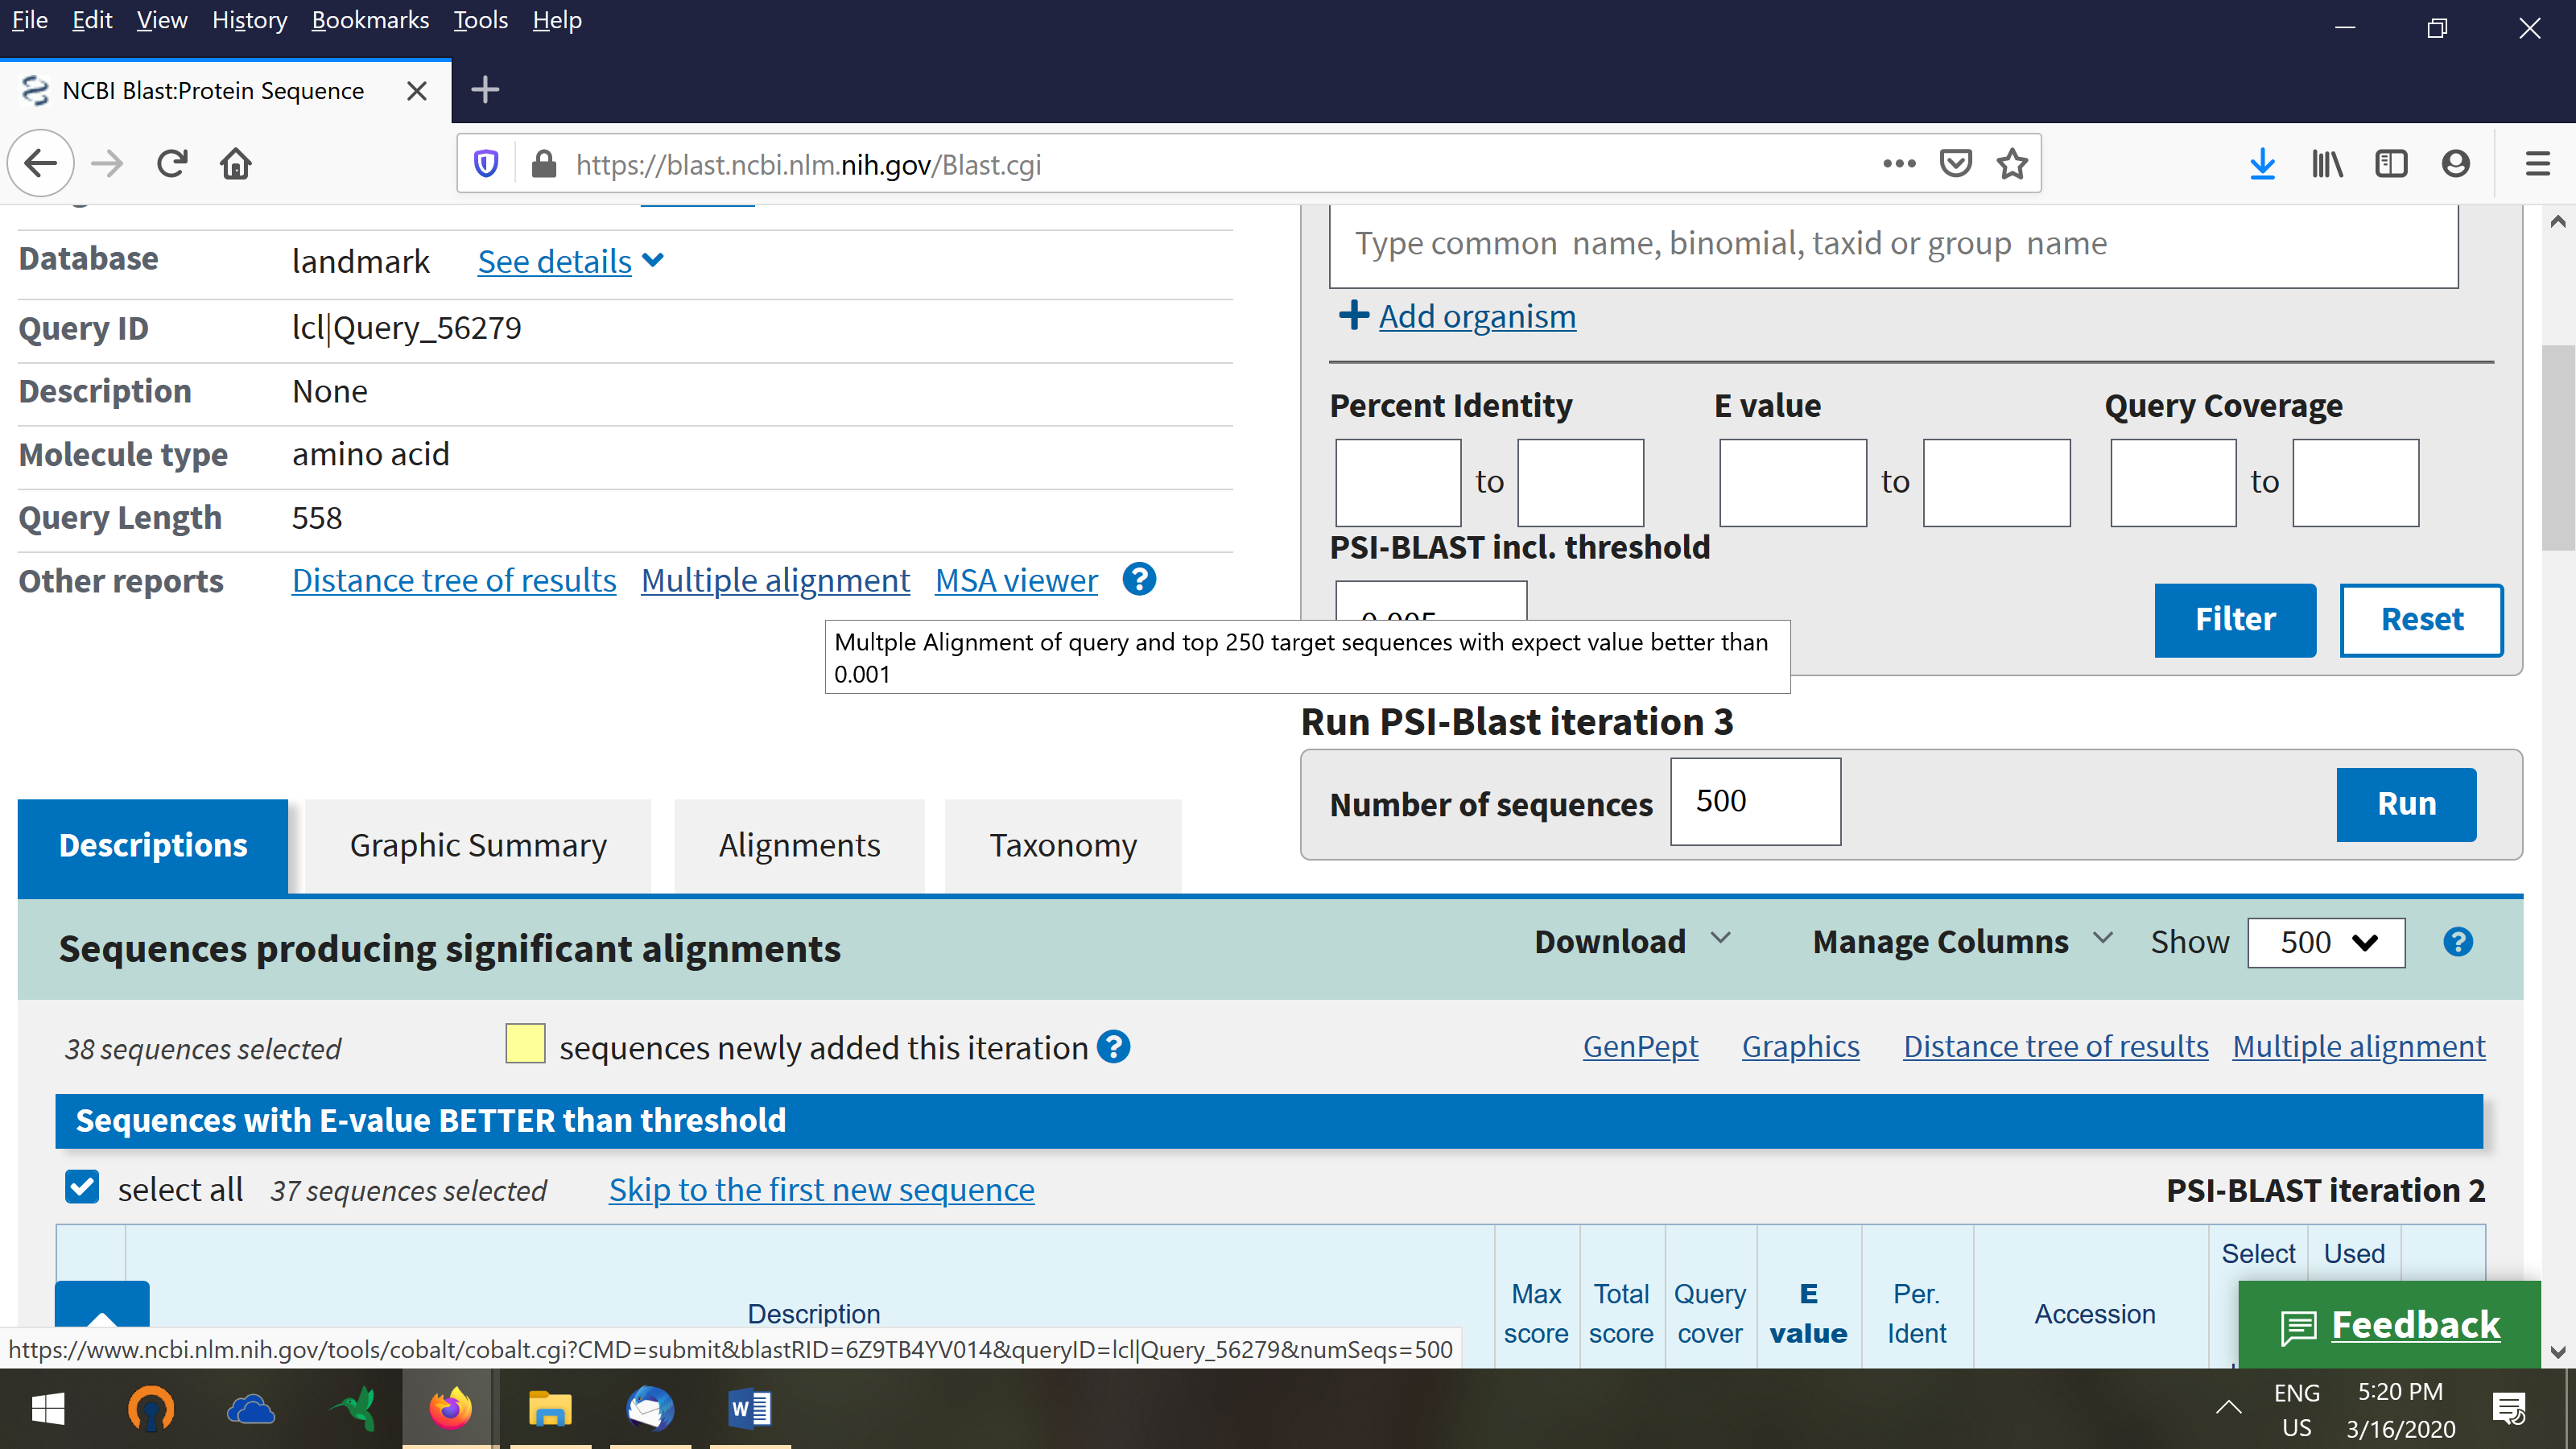 File Edit View History Bookmarks Tools Help
NCBI Blast:Protein Sequence
https://blast.ncbi.nlm.nih.gov/Blast.cgi
Database landmark See details
Query ID lcl|Query_56279
Description None
Molecule type amino acid
Query Length 558
Other reports Distance tree of results Multiple alignment MSA viewer ?
Type common name, binomial, taxid or group name
Add organism
Percent Identity E value Query Coverage
to to to
PSI-BLAST incl. threshold
Filter Reset
Multple Alignment of query and top 250 target sequences with expect value better than
0.001
Run PSI-Blast iteration 3
Number of sequences 500 Run
Descriptions Graphic Summary Alignments Taxonomy
Sequences producing significant alignments Download Manage Columns Show 500 ?
38 sequences selected sequences newly added this iteration ? GenPept Graphics Distance tree of results Multiple alignment
Sequences with E-value BETTER than threshold
select all 37 sequences selected Skip to the first new sequence PSI-BLAST iteration 2
Description Max score Total score Query cover E value Per. Ident Accession Select Used
Feedback
https://www.ncbi.nlm.nih.gov/tools/cobalt/cobalt.cgi?CMD=submit&blastRID=6Z9TB4YV014&queryID=lcl|Query_56279&numSeqs=500
ENG 5:20 PM
US 3/16/2020